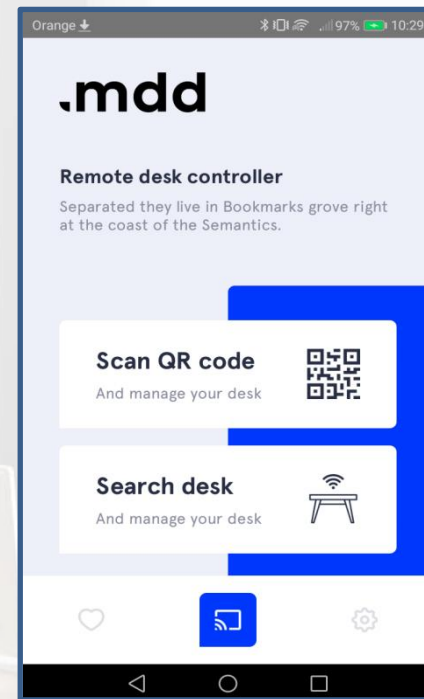 Orange 97% 10:29
.mdd
Remote desk controller
Separated they live in Bookmarks grove right
at the coast of the Semantics.
Scan QR code
And manage your desk
Search desk
And manage your desk